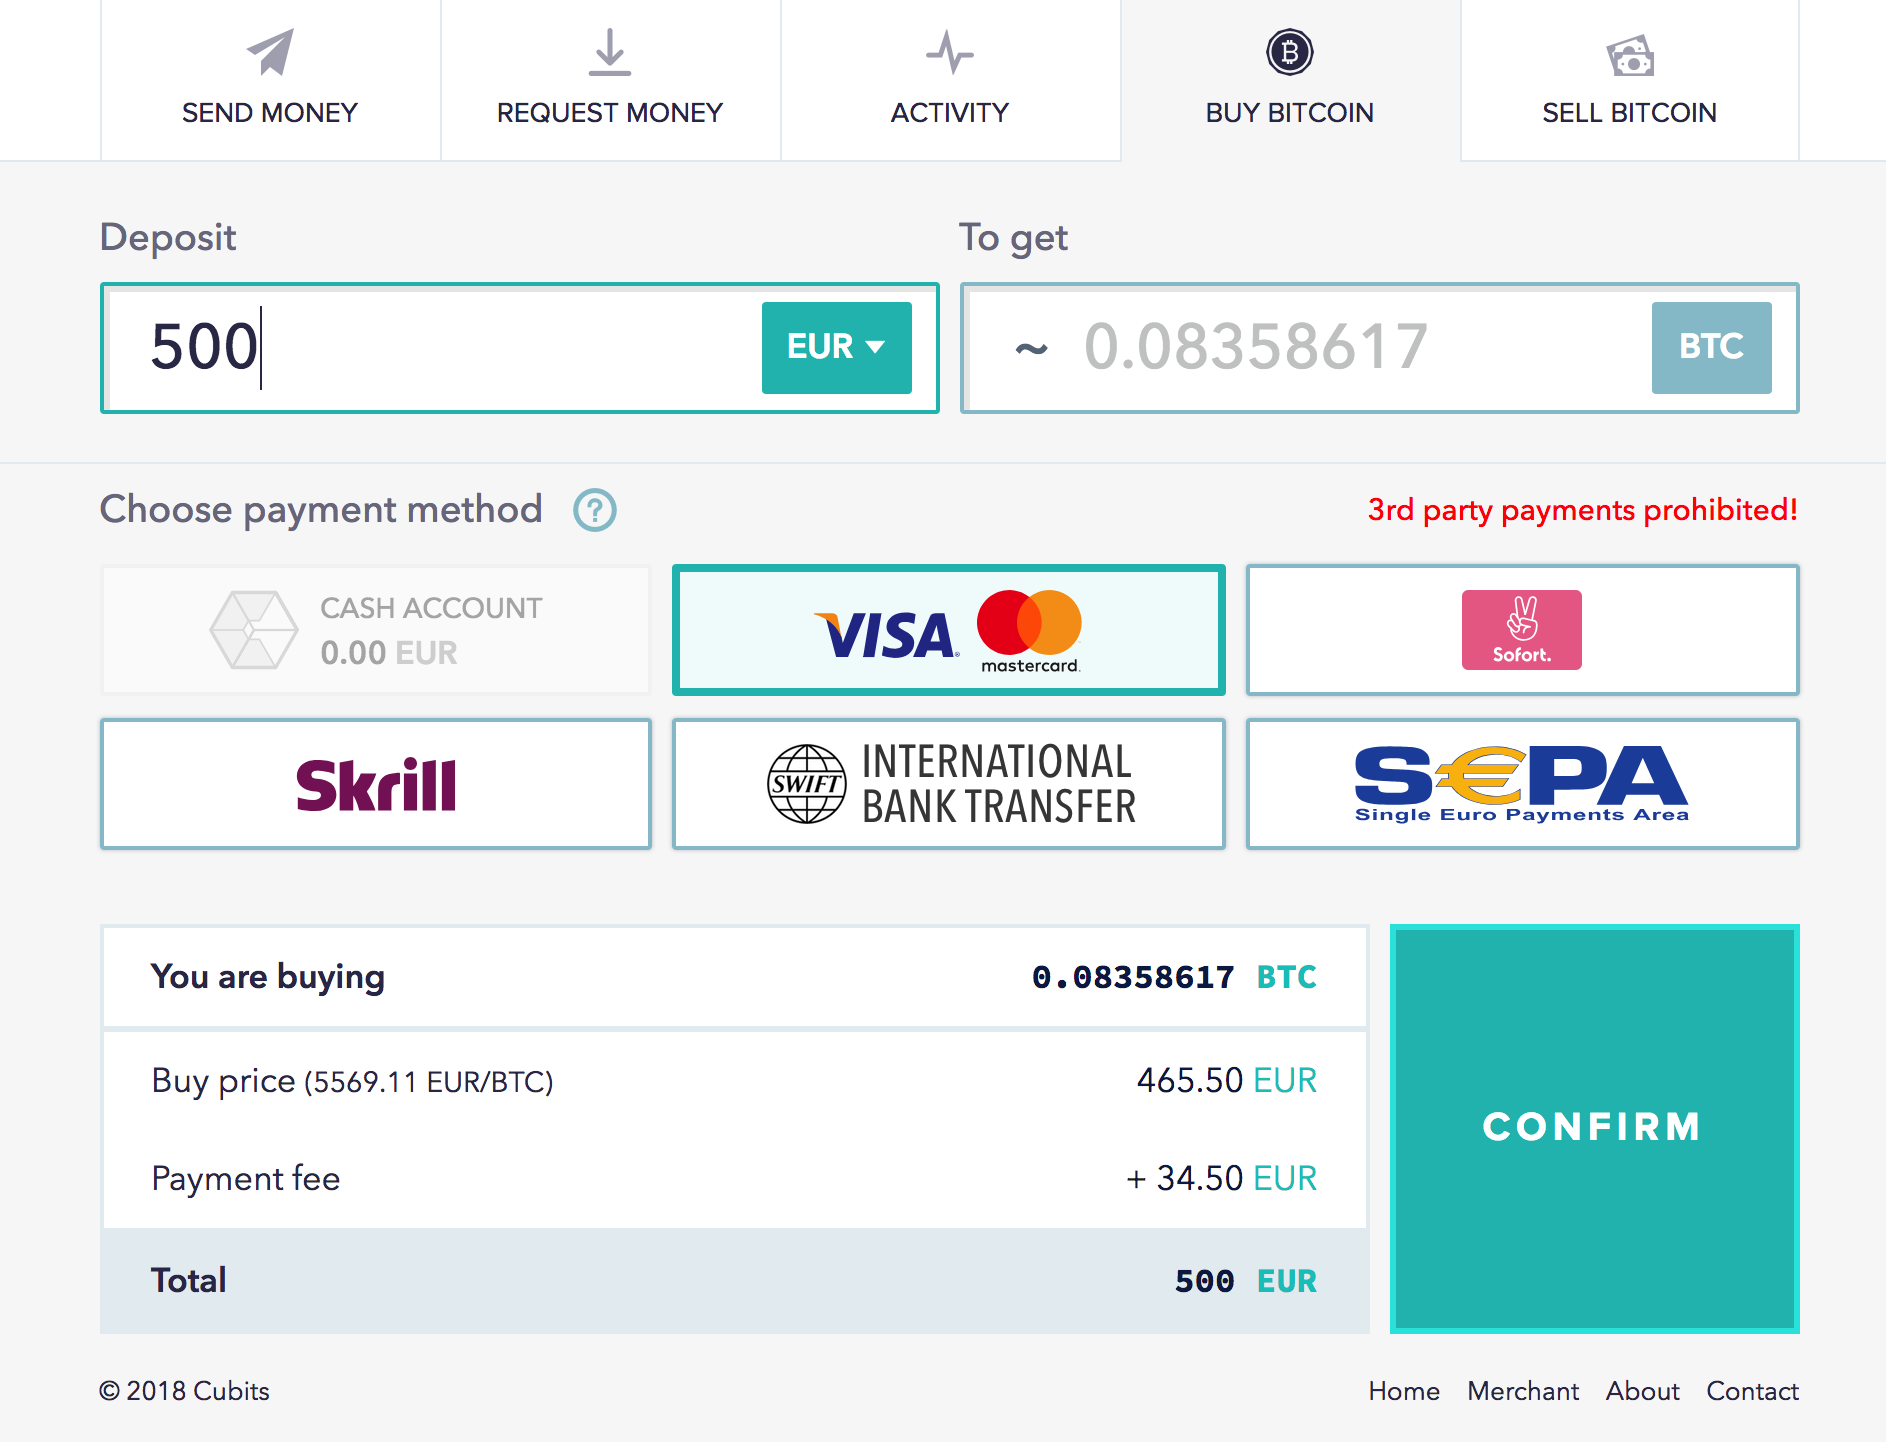 SEND MONEY
REQUEST MONEY
ACTIVITY
BUY BITCOIN
SELL BITCOIN
Deposit
To get
500
EUR
~ 0.08358617
BTC
Choose payment method ?
3rd party payments prohibited!
CASH ACCOUNT
0.00 EUR
VISA
mastercard.
Sofort.
Skrill
SWIFT
INTERNATIONAL
BANK TRANSFER
S€PA
Single Euro Payments Area
You are buying 0.08358617 BTC
Buy price (5569.11 EUR/BTC) 465.50 EUR
Payment fee + 34.50 EUR
Total 500 EUR
CONFIRM
© 2018 Cubits
Home Merchant About Contact